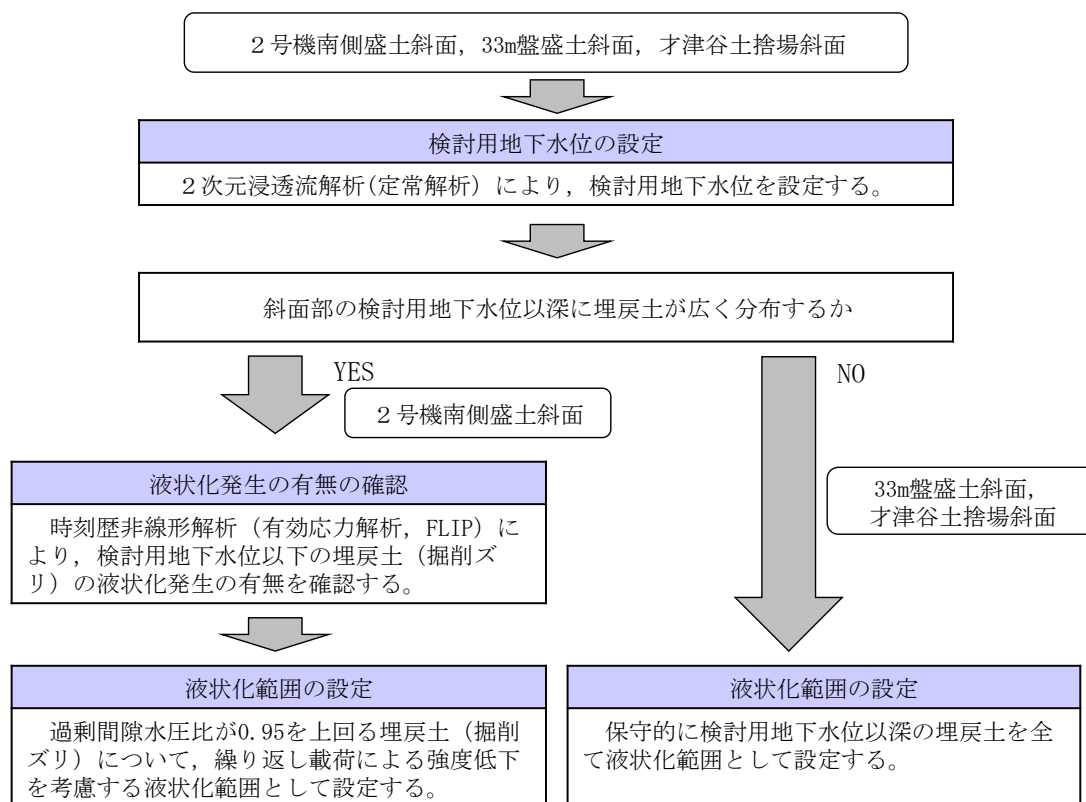 ２号機南側盛土斜面，33m盤盛土斜面，才津谷土捨場斜面
検討用地下水位の設定
２次元浸透流解析(定常解析）により，検討用地下水位を設定する。
斜面部の検討用地下水位以深に埋戻土が広く分布するか
YES
NO
２号機南側盛土斜面
33m盤盛土斜面，
才津谷土捨場斜面
液状化発生の有無の確認
時刻歴非線形解析（有効応力解析，FLIP）に
より，検討用地下水位以下の埋戻土（掘削ズ
リ）の液状化発生の有無を確認する。
液状化範囲の設定
過剰間隙水圧比が0.95を上回る埋戻土（掘削
ズリ）について，繰り返し載荷による強度低下
を考慮する液状化範囲として設定する。
液状化範囲の設定
保守的に検討用地下水位以深の埋戻土を全
て液状化範囲として設定する。